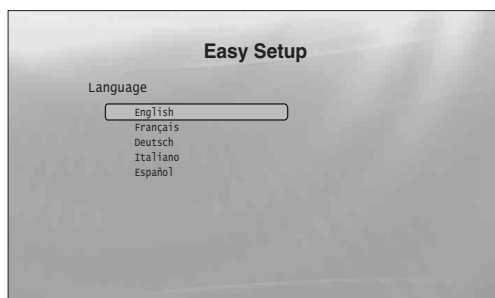 Easy Setup
Language
English
Français
Deutsch
Italiano
Español